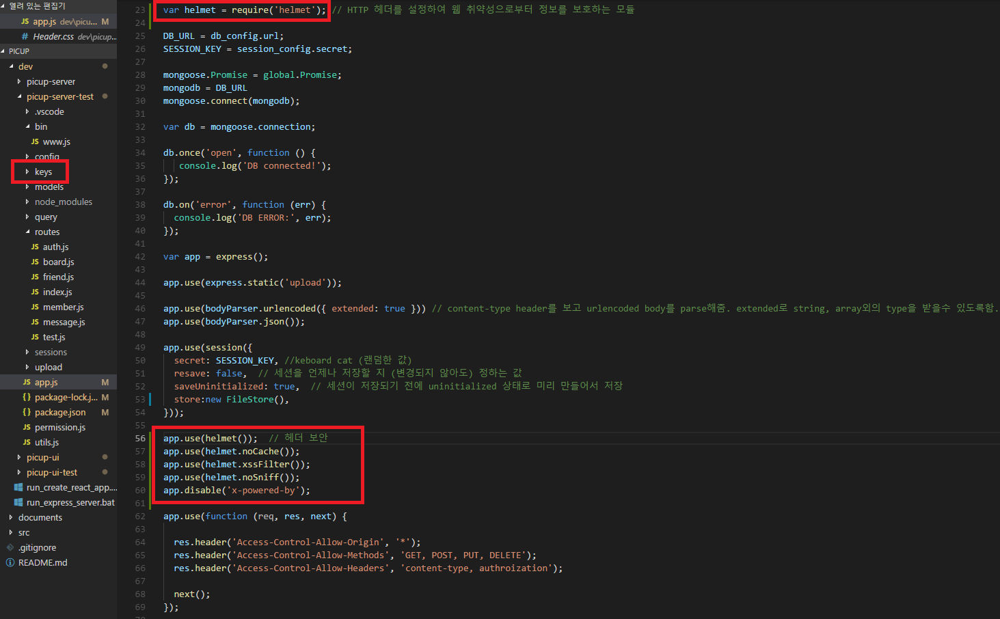 열려 있는 편집기
JS app.js dev\picu... M
# Header.css dev\picup...
PICUP
dev
picup-server
picup-server-test
.vscode
bin
JS www.js
config
keys
models
node_modules
query
routes
JS auth.js
JS board.js
JS friend.js
JS index.js
JS member.js
JS message.js
JS test.js
sessions
upload
JS app.js M
{} package-lock.j... M
{} package.json M
JS permission.js
JS utils.js
picup-ui
picup-ui-test
run_create_react_app....
run_express_server.bat
documents
src
.gitignore
README.md
23 var helmet = require('helmet'); // HTTP 헤더를 설정하여 웹 취약성으로부터 정보를 보호하는 모듈
24
25 DB_URL = db_config.url;
26 SESSION_KEY = session_config.secret;
27
28 mongoose.Promise = global.Promise;
29 mongodb = DB_URL
30 mongoose.connect(mongodb);
31
32 var db = mongoose.connection;
33
34 db.once('open', function () {
35 console.log('DB connected!');
36 });
37
38 db.on('error', function (err) {
39 console.log('DB ERROR:', err);
40 });
41
42 var app = express();
43
44 app.use(express.static('upload'));
45
46 app.use(bodyParser.urlencoded({ extended: true })) // content-type header를 보고 urlencoded body를 parse해줌. extended로 string, array외의 type을 받을수 있도록함.
47 app.use(bodyParser.json());
48
49 app.use(session({
50 secret: SESSION_KEY, //keboard cat (랜덤한 값)
51 resave: false, // 세션을 언제나 저장할 지 (변경되지 않아도) 정하는 값
52 saveUninitialized: true, // 세션이 저장되기 전에 uninitialized 상태로 미리 만들어서 저장
53 store:new FileStore(),
54 }));
55
56 app.use(helmet()); // 헤더 보안
57 app.use(helmet.noCache());
58 app.use(helmet.xssFilter());
59 app.use(helmet.noSniff());
60 app.disable('x-powered-by');
61
62 app.use(function (req, res, next) {
63
64 res.header('Access-Control-Allow-Origin', '*');
65 res.header('Access-Control-Allow-Methods', 'GET, POST, PUT, DELETE');
66 res.header('Access-Control-Allow-Headers', 'content-type, authroization');
67
68 next();
69 });